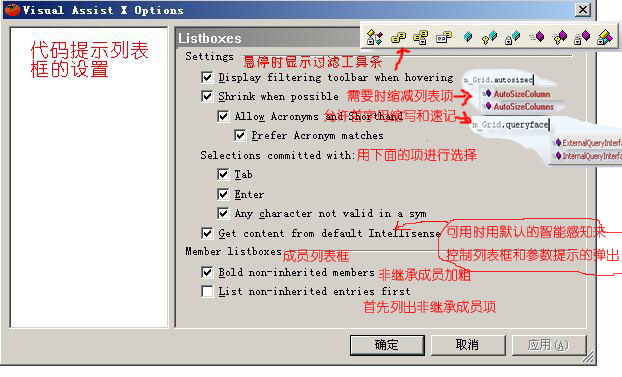 Visual Assist X Options
代码提示列表
框的设置
Listboxes
Settings
悬停时显示过滤工具条
Display filtering toolbar when hovering
m_Grid.autosizec
Shrink when possible
需要时缩减列表项
AutoSizeColumn
AutoSizeColumns
Allow Acronyms and Shorthand
允许首字母缩写和速记
m_Grid.queryface
Prefer Acronym matches
ExternalQueryInterf
InternalQueryInterfa
Selections committed with:
用下面的项进行选择
Tab
Enter
Any character not valid in a sym
Get content from default Intellisense
可用时用默认的智能感知来
控制列表框和参数提示的弹出
Member listboxes
成员列表框
Bold non-inherited members
非继承成员加粗
List non-inherited entries first
首先列出非继承成员项
确定
取消
应用(A)